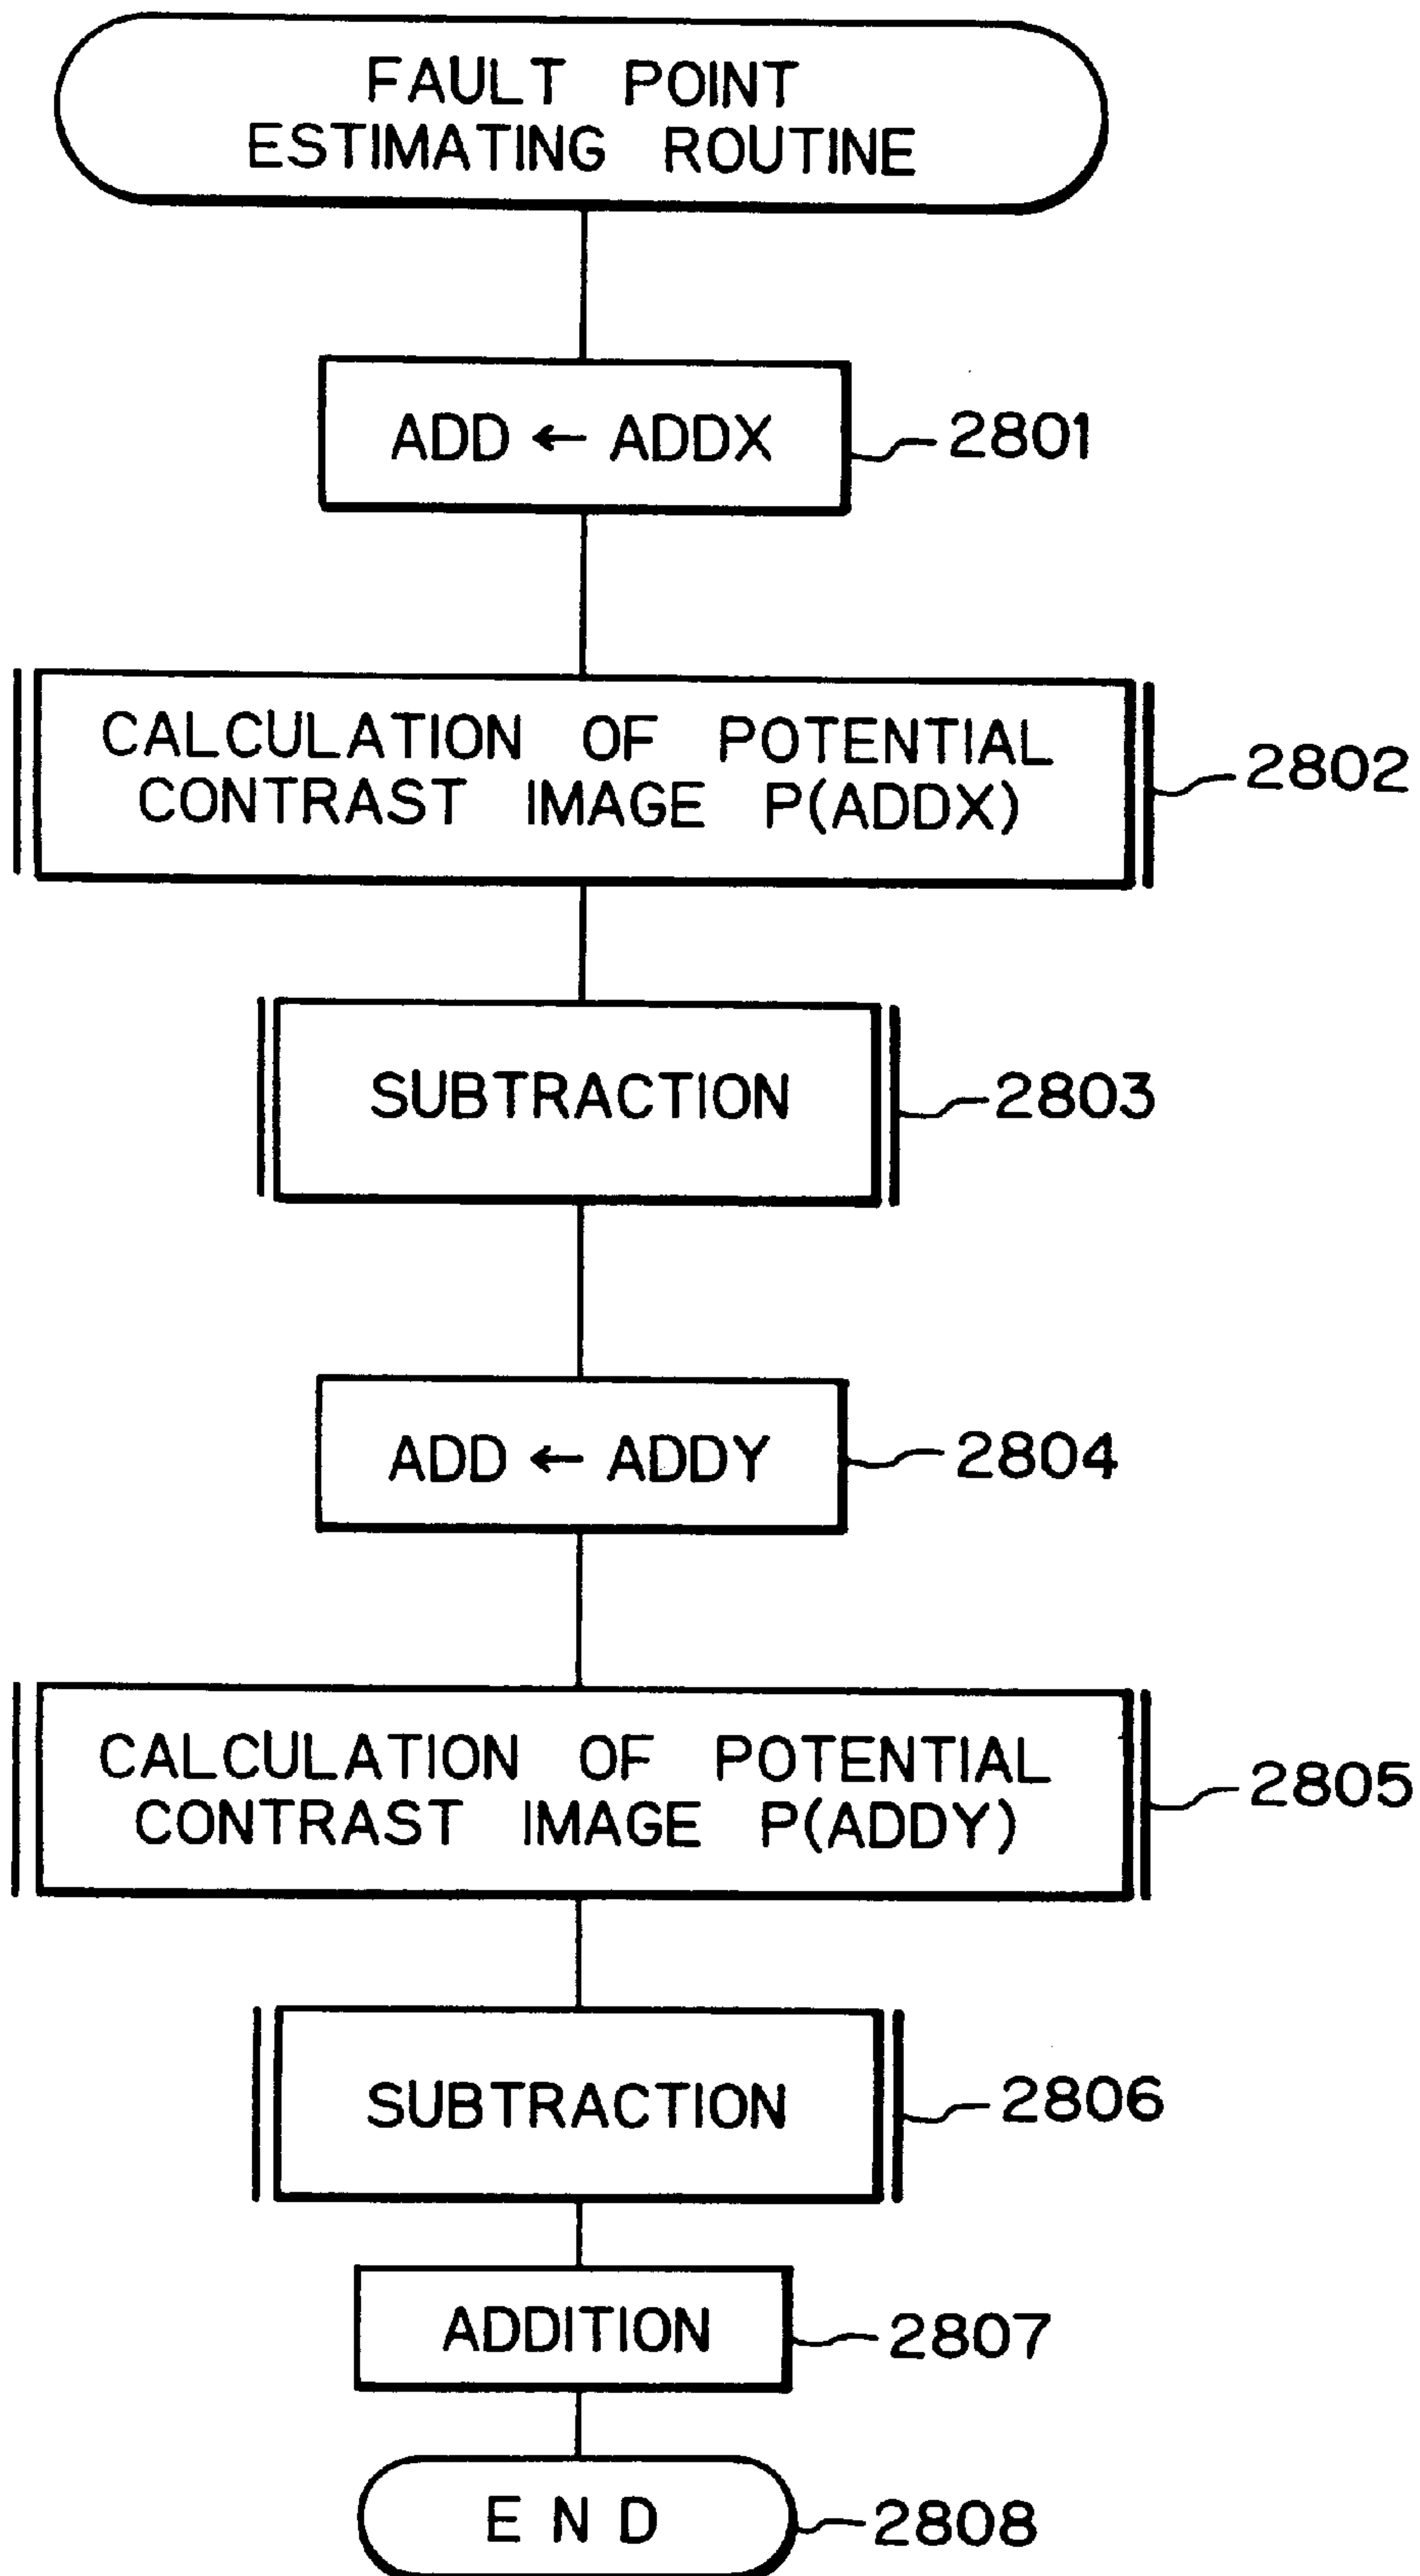 FAULT POINT
ESTIMATING ROUTINE
ADD ← ADDX
2801
CALCULATION OF POTENTIAL
CONTRAST IMAGE P(ADDX)
2802
SUBTRACTION
2803
ADD ← ADDY
2804
CALCULATION OF POTENTIAL
CONTRAST IMAGE P(ADDY)
2805
SUBTRACTION
2806
ADDITION
2807
END
2808